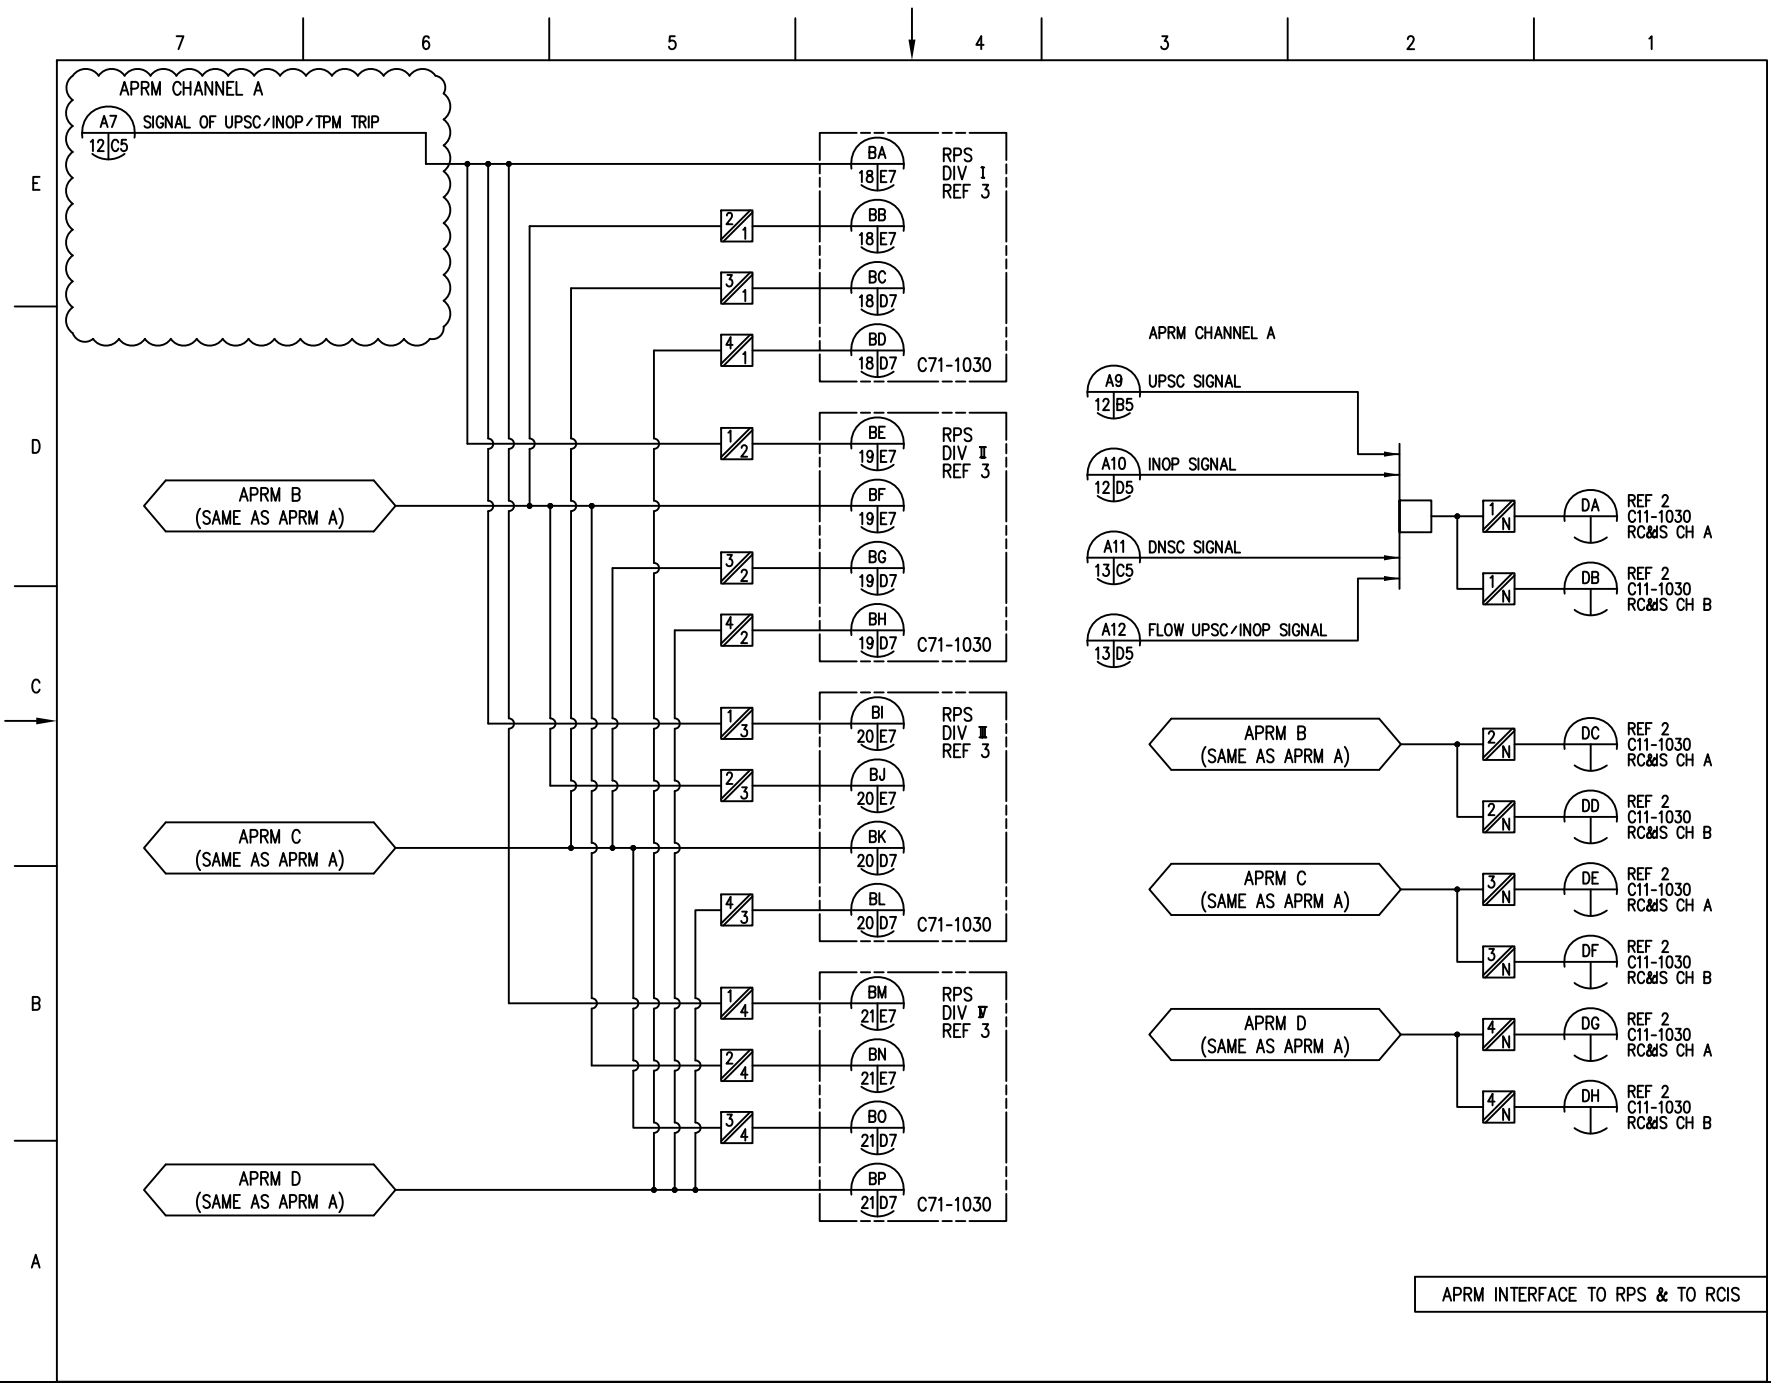 7
6
5
4
3
2
1
E
D
C
B
A
APRM CHANNEL A
A7 SIGNAL OF UPSC/INOP/TPM TRIP
12 C5
APRM B
(SAME AS APRM A)
APRM C
(SAME AS APRM A)
APRM D
(SAME AS APRM A)
2/1
3/1
4/1
1/2
3/2
4/2
1/3
2/3
4/3
1/4
2/4
3/4
BA
18 E7
RPS
DIV I
REF 3
BB
18 E7
BC
18 D7
BD
18 D7
C71-1030
BE
19 E7
RPS
DIV II
REF 3
BF
19 E7
BG
19 D7
BH
19 D7
C71-1030
BI
20 E7
RPS
DIV III
REF 3
BJ
20 E7
BK
20 D7
BL
20 D7
C71-1030
BM
21 E7
RPS
DIV IV
REF 3
BN
21 E7
BO
21 D7
BP
21 D7
C71-1030
APRM CHANNEL A
A9 UPSC SIGNAL
12 B5
A10 INOP SIGNAL
12 D5
A11 DNSC SIGNAL
13 C5
A12 FLOW UPSC/INOP SIGNAL
13 D5
1/N
DA
REF 2
C11-1030
RC&IS CH A
1/N
DB
REF 2
C11-1030
RC&IS CH B
APRM B
(SAME AS APRM A)
2/N
DC
REF 2
C11-1030
RC&IS CH A
2/N
DD
REF 2
C11-1030
RC&IS CH B
APRM C
(SAME AS APRM A)
3/N
DE
REF 2
C11-1030
RC&IS CH A
3/N
DF
REF 2
C11-1030
RC&IS CH B
APRM D
(SAME AS APRM A)
4/N
DG
REF 2
C11-1030
RC&IS CH A
4/N
DH
REF 2
C11-1030
RC&IS CH B
APRM INTERFACE TO RPS & TO RCIS